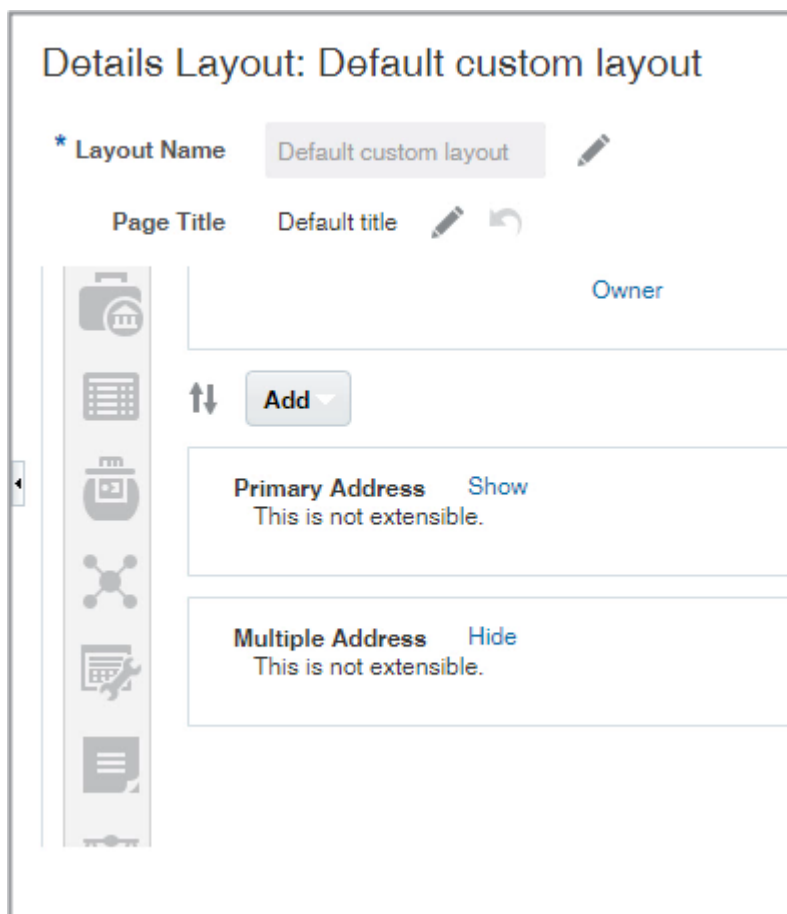 Details Layout: Default custom layout
* Layout Name Default custom layout
Page Title Default title
Owner
Add
Primary Address Show
This is not extensible.
Multiple Address Hide
This is not extensible.